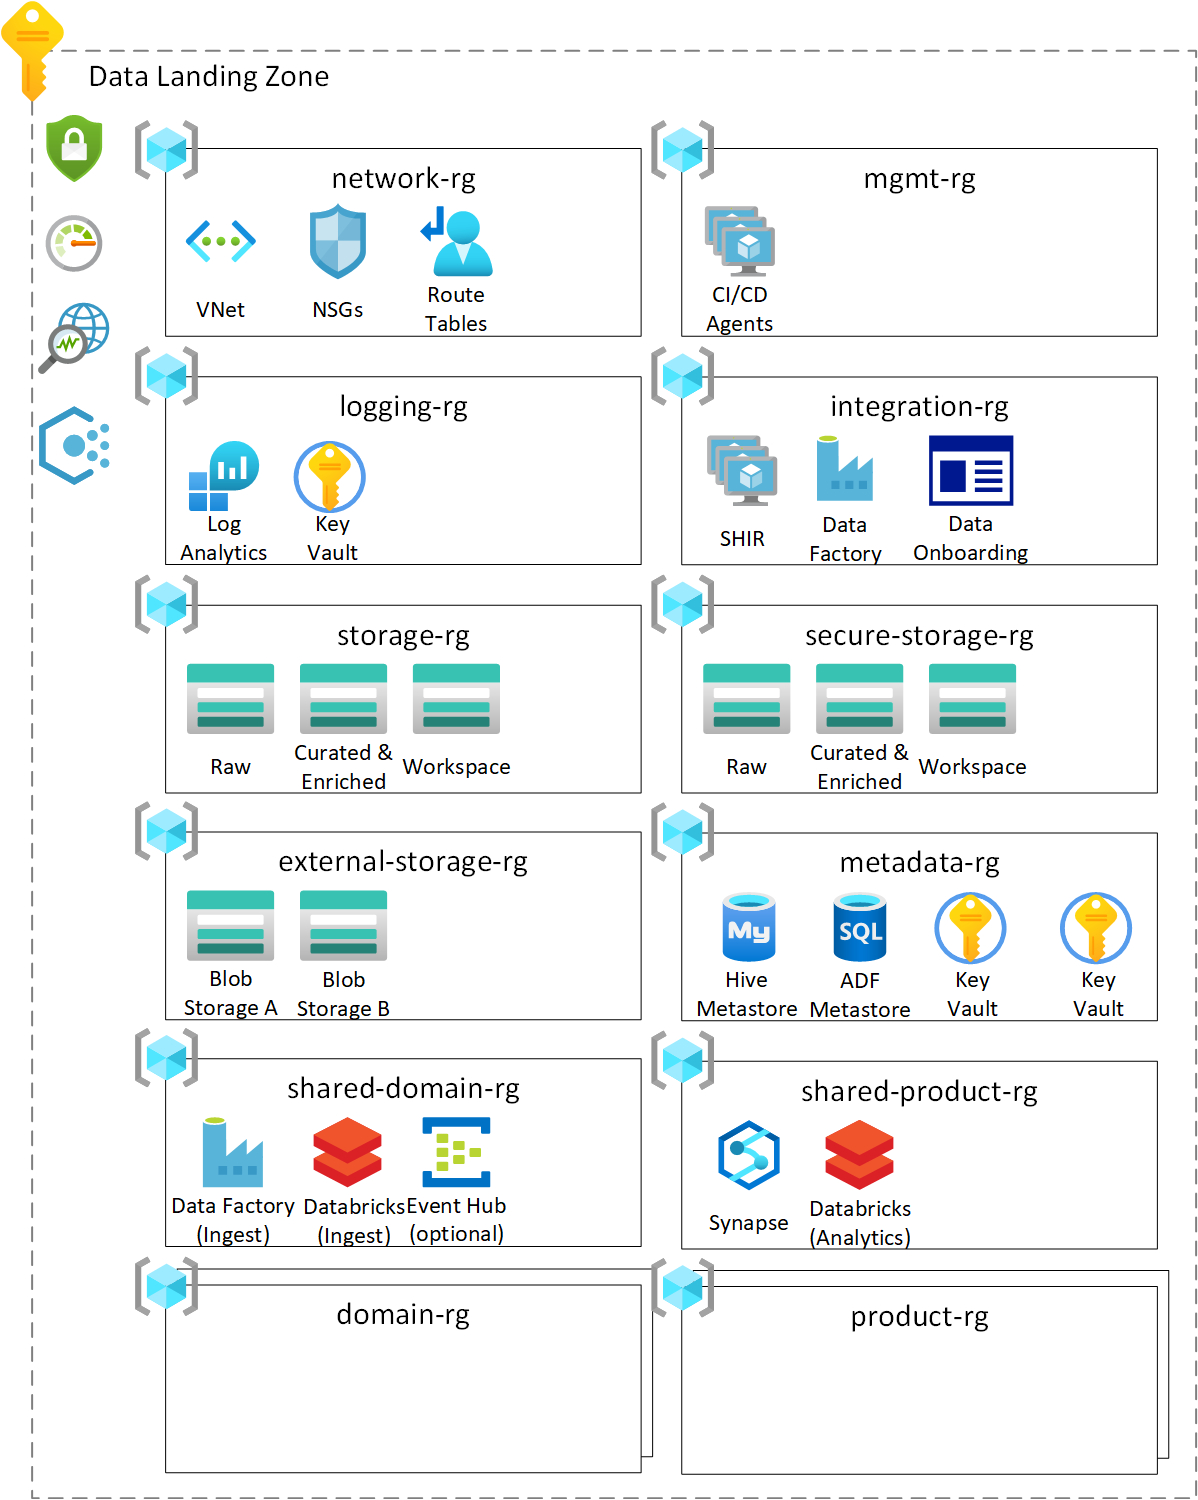 Data Landing Zone
network-rg
VNet
NSGs
Route
Tables
mgmt-rg
CI/CD
Agents
logging-rg
Log
Analytics
Key
Vault
integration-rg
SHIR
Data
Factory
Data
Onboarding
storage-rg
Raw
Curated &
Enriched
Workspace
secure-storage-rg
Raw
Curated &
Enriched
Workspace
external-storage-rg
Blob
Storage A
Blob
Storage B
metadata-rg
My
Hive
Metastore
SQL
ADF
Metastore
Key
Vault
Key
Vault
shared-domain-rg
Data Factory
(Ingest)
Databricks
(Ingest)
Event Hub
(optional)
shared-product-rg
Synapse
Databricks
(Analytics)
domain-rg
product-rg